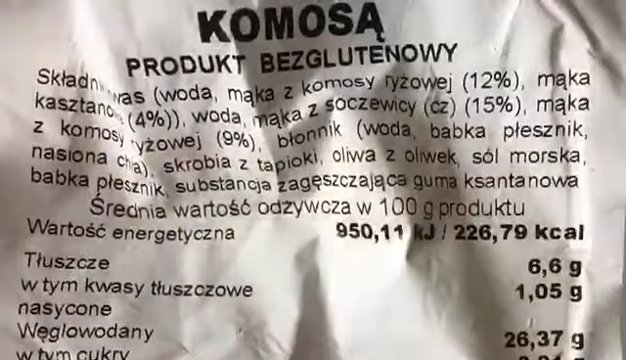 KOMOSĄ
PRODUKT BEZGLUTENOWY
was (woda, mąka z komosy ryżowej (12%), mąka
(4%)), woda, mąka z soczewicy (cz) (15%), mąka
z komosy ryżowej (9%), błonnik (woda, babka płesznik,
nasiona chia), skrobia z tapioki, oliwa z oliwek, sól morska,
babka płesznik, substancja zagęszczająca guma ksantanowa
Średnia wartość odżywcza w 100 g produktu
Wartość energetyczna 950,11 kJ / 226,79 kcal
Tłuszcze 6,6 g
w tym kwasy tłuszczowe 1,05 g
nasycone
Węglowodany 26,37 g
w tym cukry